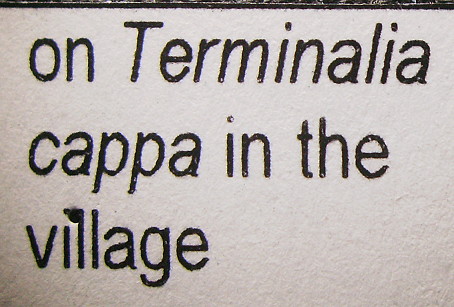 on Terminalia
cappa in the
village